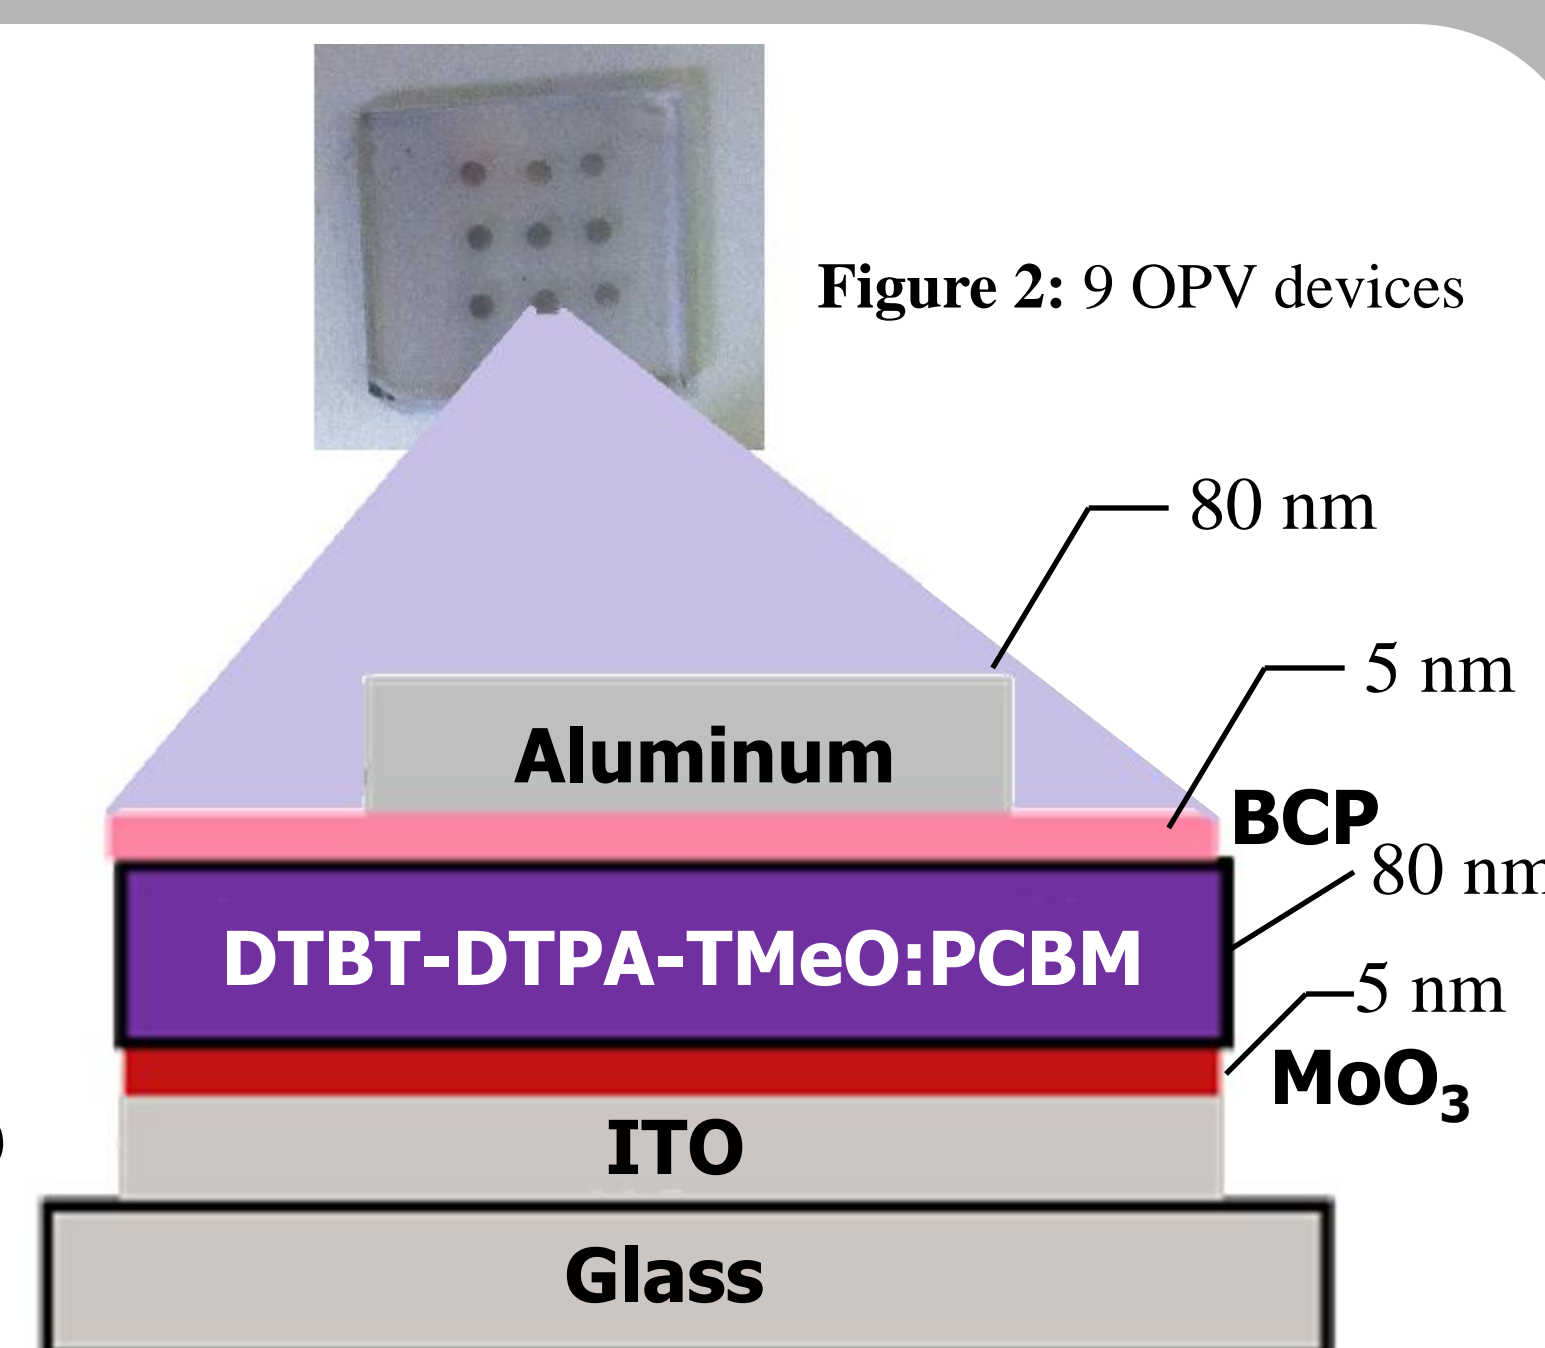 Figure 2: 9 OPV devices
80 nm
5 nm
Aluminum
BCP
80 nm
DTBT-DTPA-TMeO:PCBM
5 nm
MoO₃
ITO
Glass